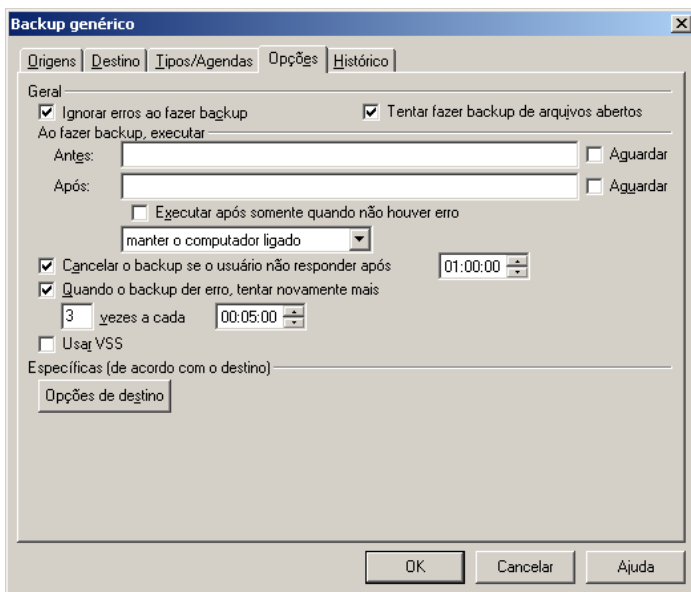 Backup genérico
Origens Destino Tipos/Agendas Opções Histórico
Geral
Ignorar erros ao fazer backup Tentar fazer backup de arquivos abertos
Ao fazer backup, executar
Antes: Aguardar
Após: Aguardar
Executar após somente quando não houver erro
manter o computador ligado
Cancelar o backup se o usuário não responder após 01:00:00
Quando o backup der erro, tentar novamente mais
3 vezes a cada 00:05:00
Usar VSS
Específicas (de acordo com o destino)
Opções de destino
OK Cancelar Ajuda